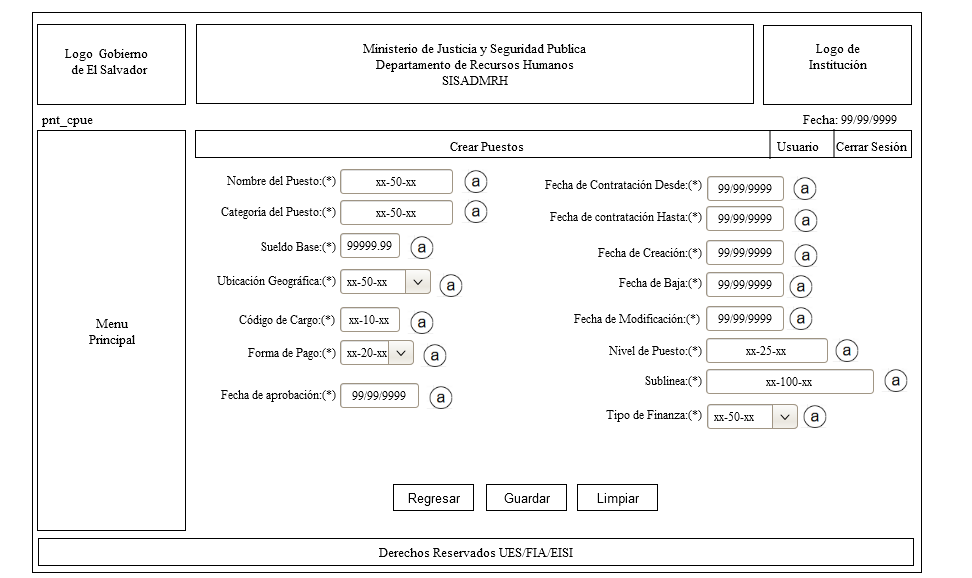 Logo Gobierno
de El Salvador
Ministerio de Justicia y Seguridad Publica
Departamento de Recursos Humanos
SISADMRH
Logo de
Institución
pnt_cpue
Fecha: 99/99/9999
Crear Puestos
Usuario
Cerrar Sesión
Menu
Principal
Nombre del Puesto:(*) xx-50-xx a
Categoría del Puesto:(*) xx-50-xx a
Sueldo Base:(*) 99999.99 a
Ubicación Geográfica:(*) xx-50-xx a
Código de Cargo:(*) xx-10-xx a
Forma de Pago:(*) xx-20-xx a
Fecha de aprobación:(*) 99/99/9999 a
Fecha de Contratación Desde:(*) 99/99/9999 a
Fecha de contratación Hasta:(*) 99/99/9999 a
Fecha de Creación:(*) 99/99/9999 a
Fecha de Baja:(*) 99/99/9999 a
Fecha de Modificación:(*) 99/99/9999 a
Nivel de Puesto:(*) xx-25-xx a
Sublinea:(*) xx-100-xx a
Tipo de Finanza:(*) xx-50-xx a
Regresar
Guardar
Limpiar
Derechos Reservados UES/FIA/EISI